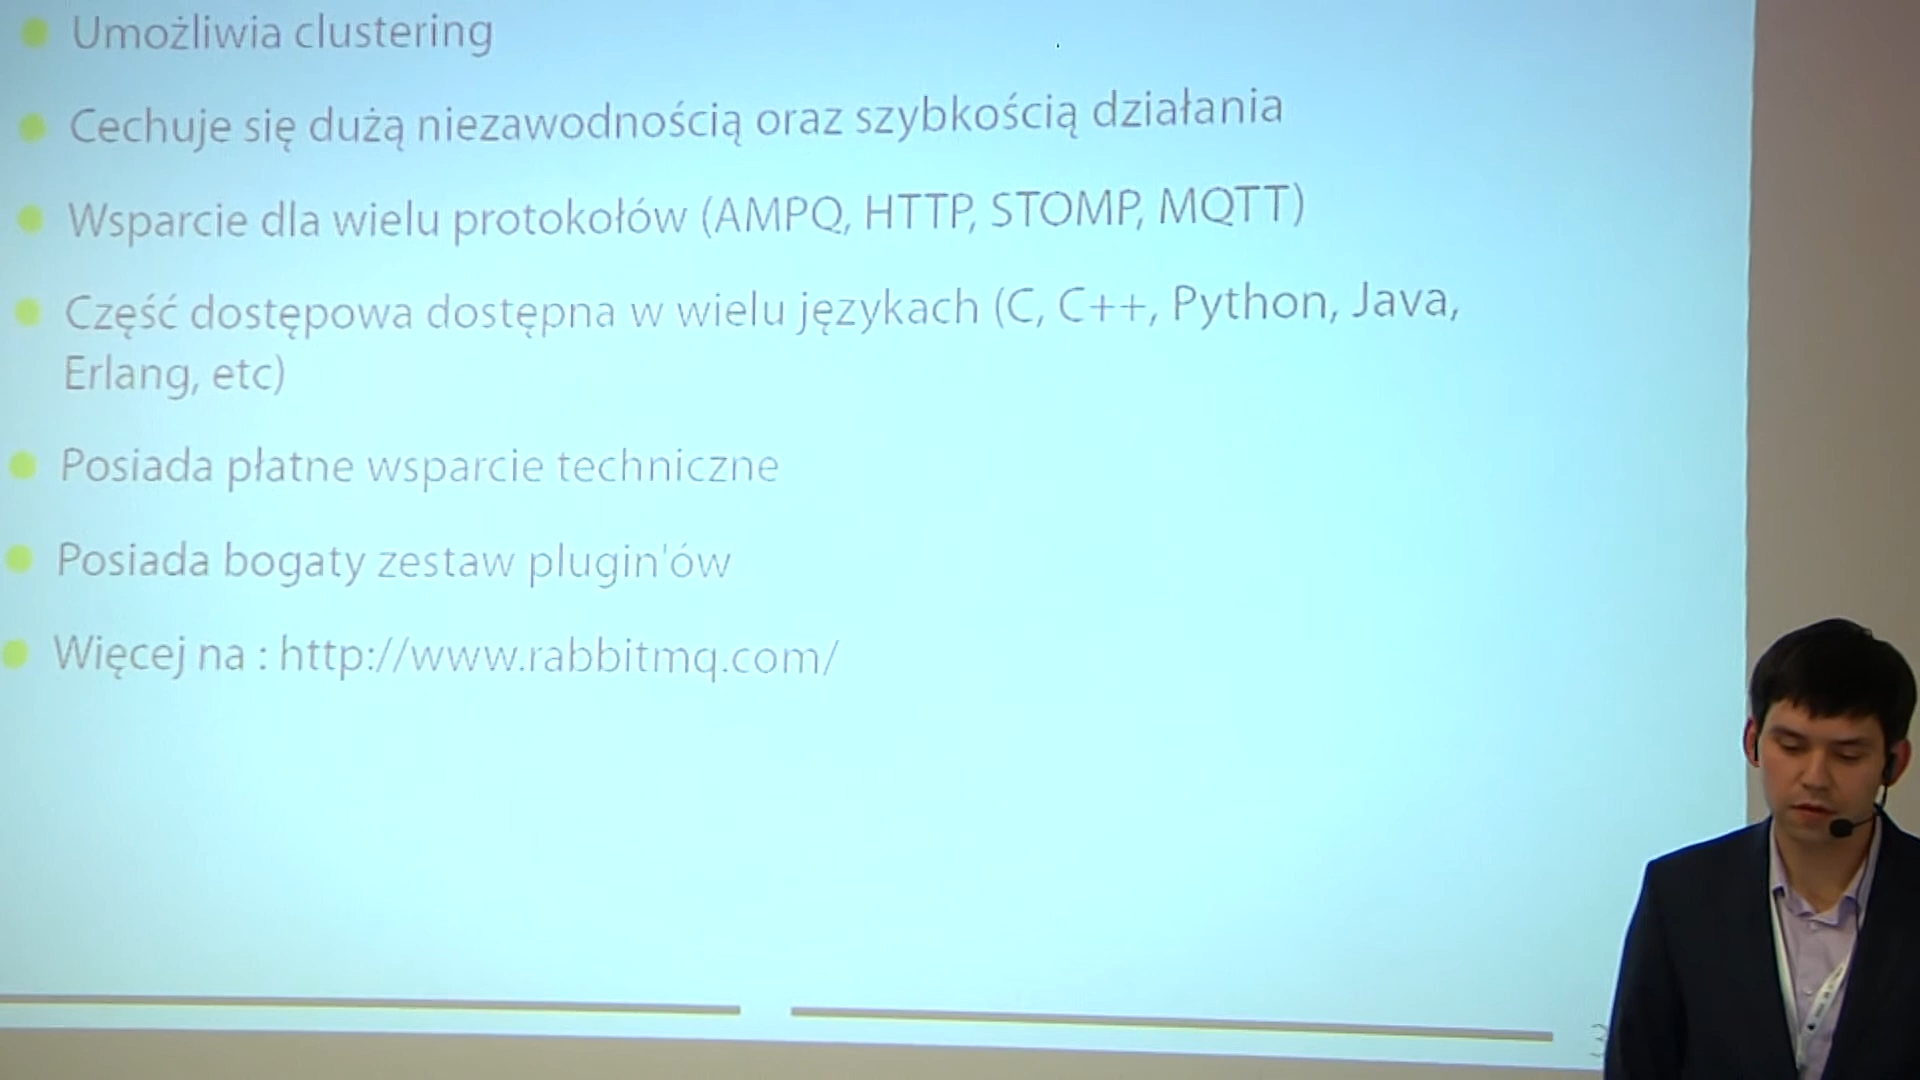 Umożliwia clustering
Cechuje się dużą niezawodnością oraz szybkością działania
Wsparcie dla wielu protokołów (AMPQ, HTTP, STOMP, MQTT)
Część dostępowa dostępna w wielu językach (C, C++, Python, Java,
Erlang, etc)
Posiada płatne wsparcie techniczne
Posiada bogaty zestaw plugin'ów
Więcej na : http://www.rabbitmq.com/